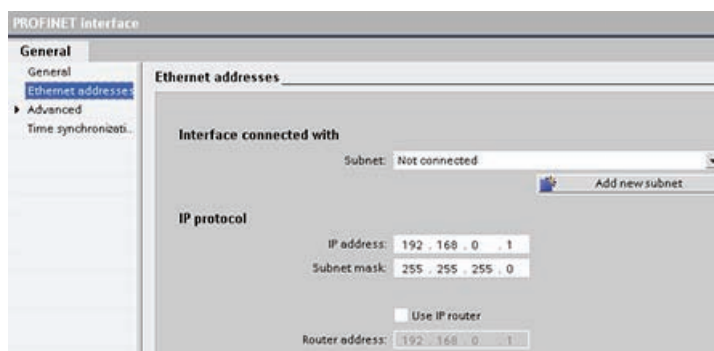 PROFINET interface
General
General
Ethernet addresses
Advanced
Time synchronizati..
Ethernet addresses
Interface connected with
Subnet: Not connected
Add new subnet
IP protocol
IP address: 192 . 168 . 0 . 1
Subnet mask: 255 . 255 . 255 . 0
Use IP router
Router address: 192 . 168 . 0 . 1